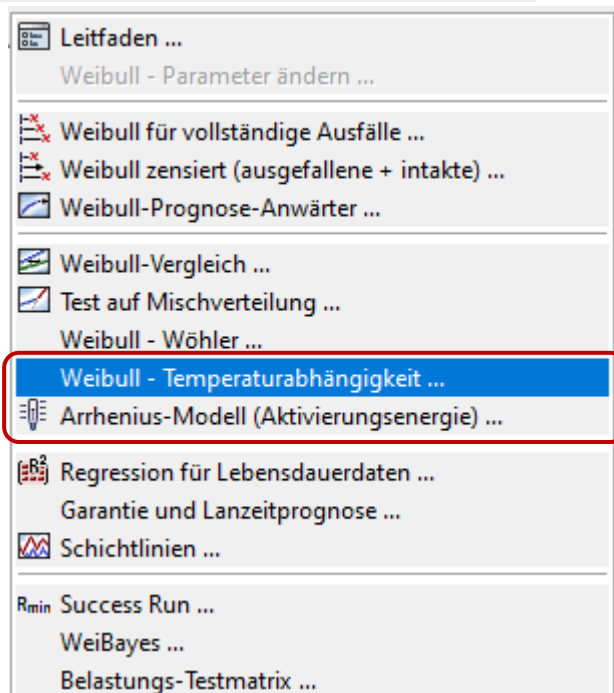 Leitfaden ...
Weibull - Parameter ändern ...
Weibull für vollständige Ausfälle ...
Weibull zensiert (ausgefallene + intakte) ...
Weibull-Prognose-Anwärter ...
Weibull-Vergleich ...
Test auf Mischverteilung ...
Weibull - Wöhler ...
Weibull - Temperaturabhängigkeit ...
Arrhenius-Modell (Aktivierungsenergie) ...
R² Regression für Lebensdauerdaten ...
Garantie und Lanzeitprognose ...
Schichtlinien ...
Rmin Success Run ...
WeiBayes ...
Belastungs-Testmatrix ...